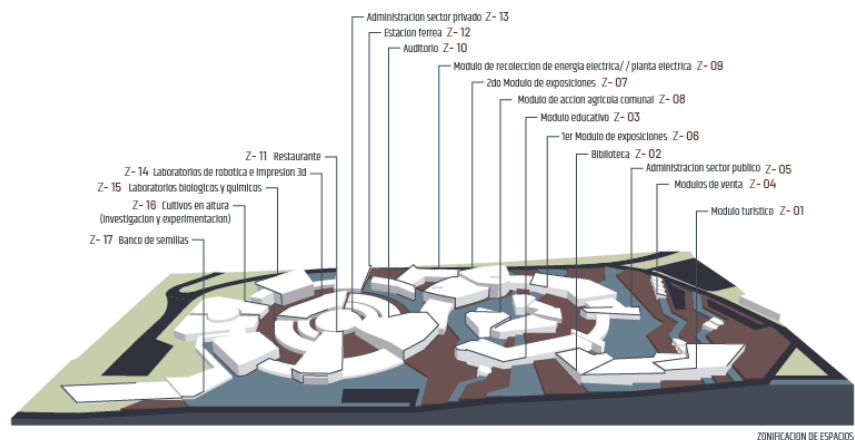 Administracion sector privado Z- 13
Estacion ferrea Z- 12
Auditorio Z- 10
Modulo de recoleccion de energia electrica// planta electrica Z- 09
2do Modulo de exposiciones Z- 07
Modulo de accion agricola comunal Z- 08
Modulo educativo Z- 03
1er Modulo de exposiciones Z- 06
Biblioteca Z- 02
Administracion sector publico Z- 05
Modulos de venta Z- 04
Modulo turistico Z- 01
Z- 11 Restaurante
Z- 14 Laboratorios de robotica e impresion 3d
Z- 15 Laboratorios biologicos y quimicos
Z- 16 Cultivos en altura
(investigacion y experimentacion)
Z- 17 Banco de semillas
ZONIFICACION DE ESPACIOS